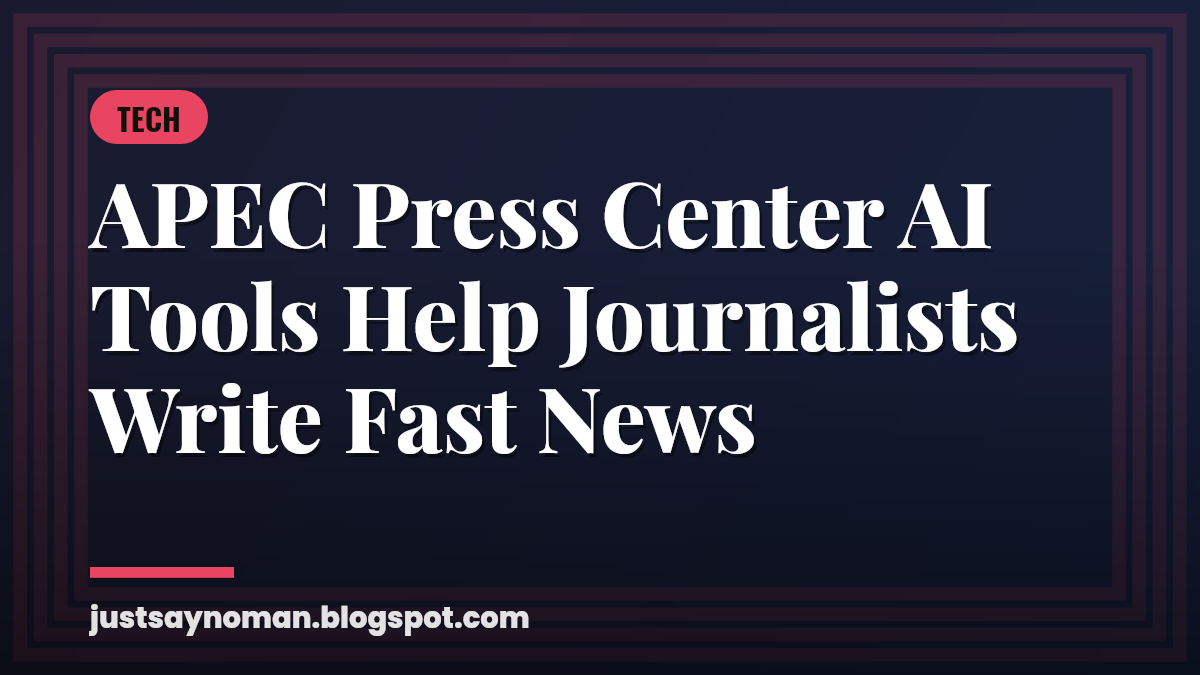 TECH
APEC Press Center AI
Tools Help Journalists
Write Fast News
justsaynoman.blogspot.com